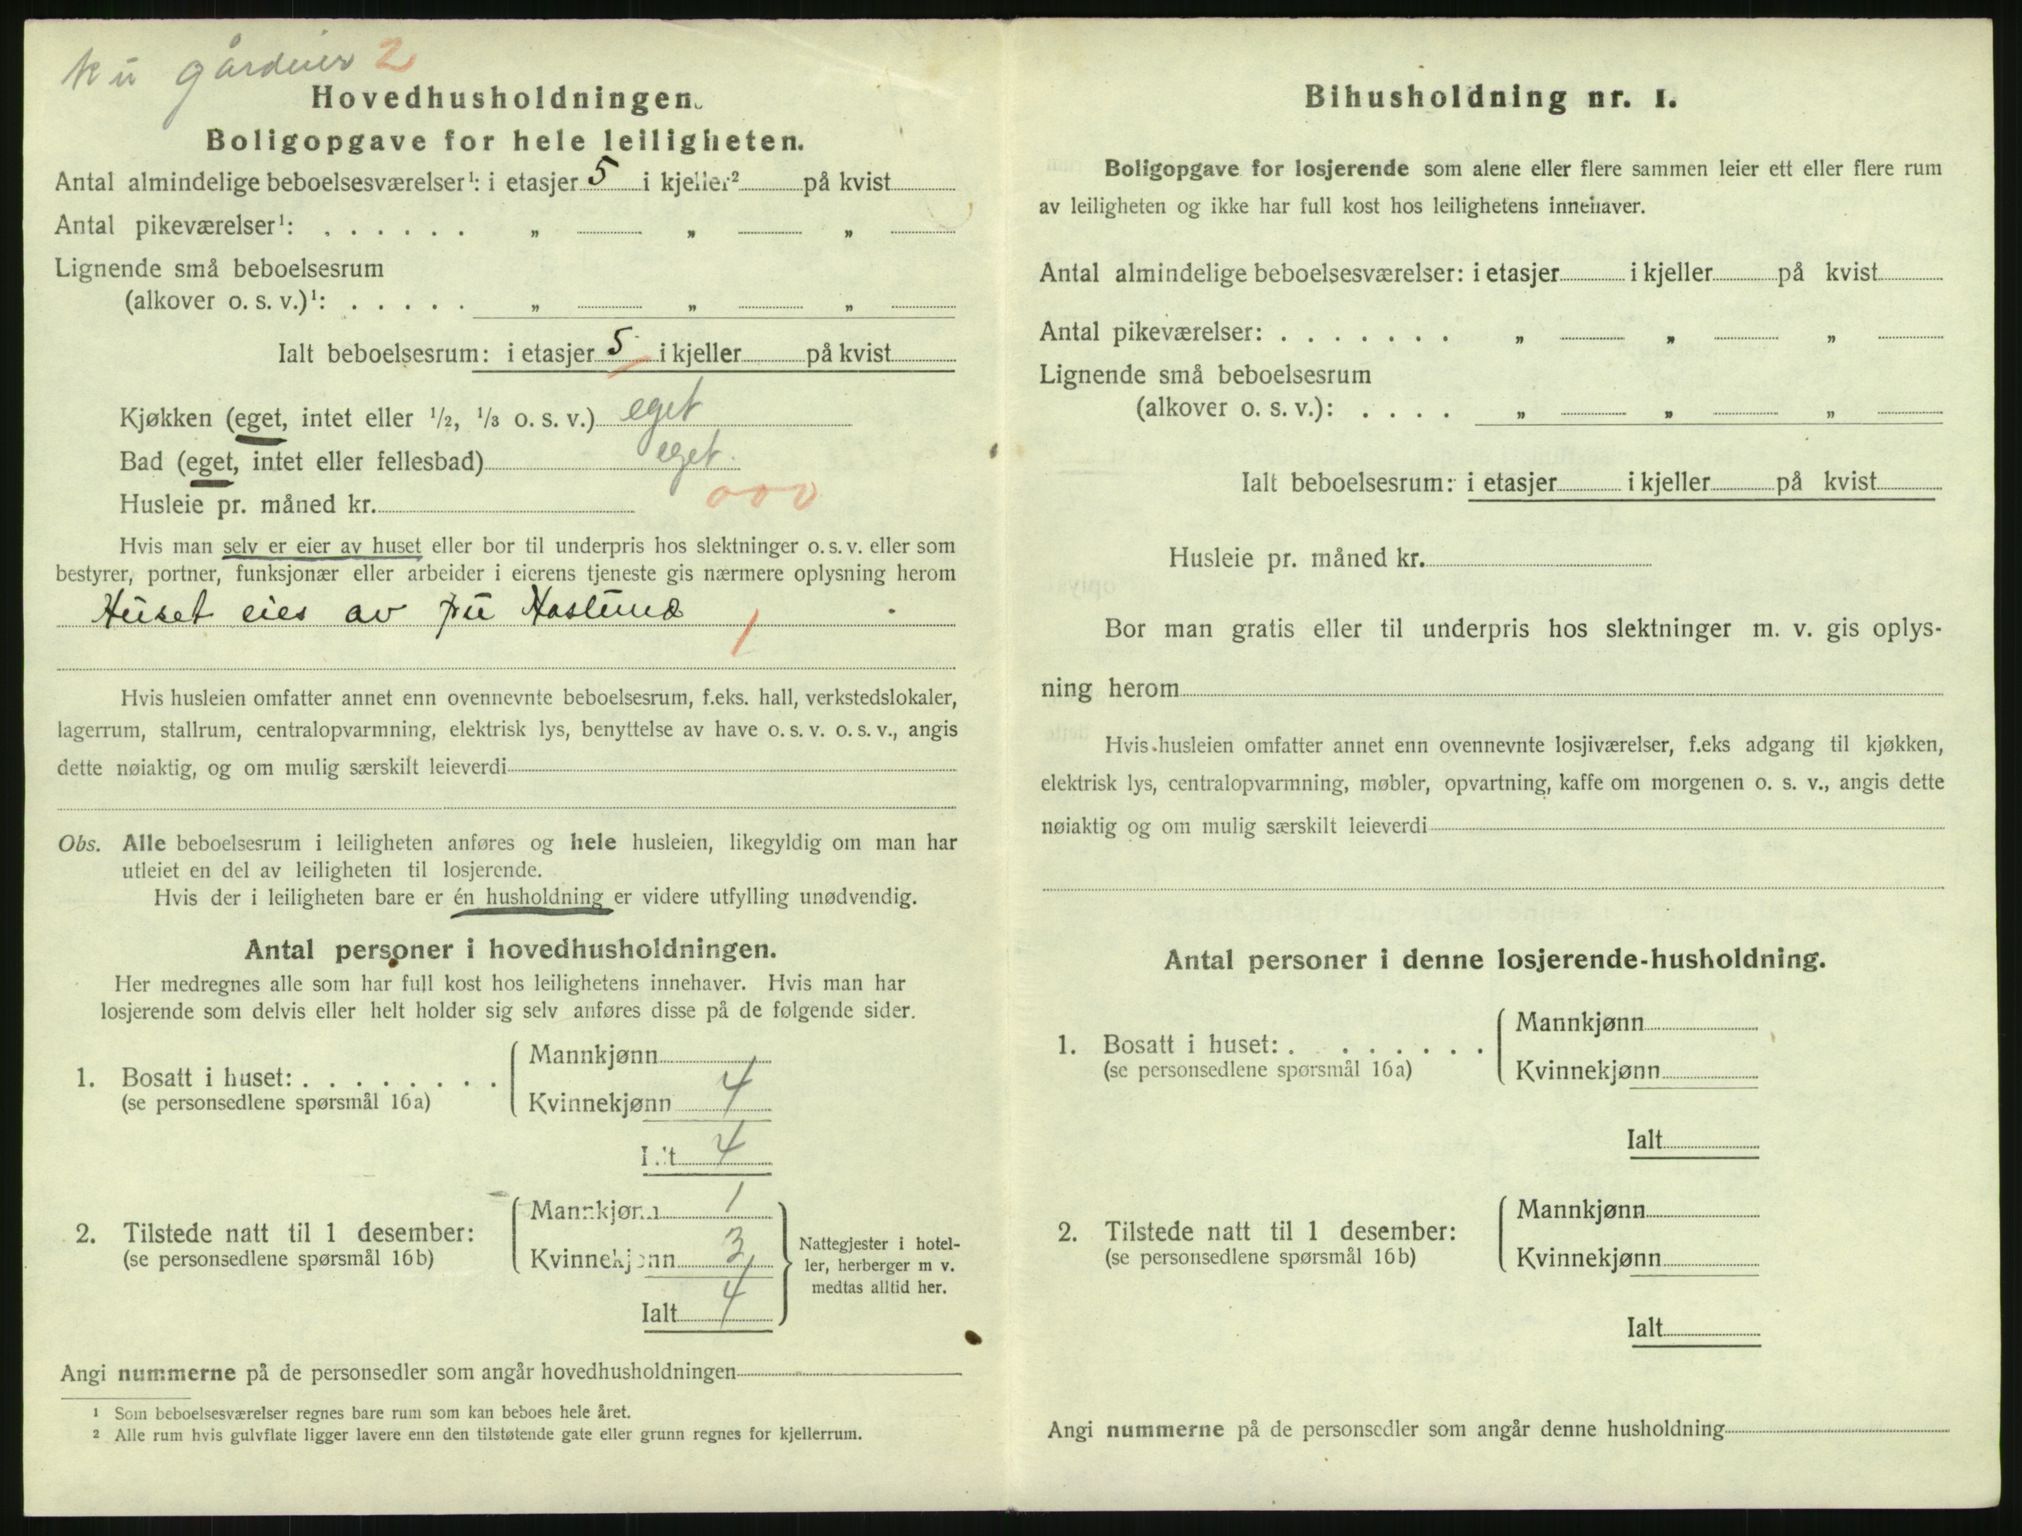 gårdeier 2
Hovedhusholdningen.
Boligopgave for hele leiligheten.
Antal almindelige beboelsesværelser¹: i etasjer 5 i kjeller² på kvist
Antal pikeværelser¹: . . . . . . „ „ „
Lignende små beboelsesrum
(alkover o. s. v.)¹: . . . . . „ „ „
Ialt beboelsesrum: i etasjer 5 i kjeller på kvist
Kjøkken (eget, intet eller 1/2, 1/3 o. s. v.) eget
Bad (eget, intet eller fellesbad) eget
Husleie pr. måned kr. 000
Hvis man selv er eier av huset eller bor til underpris hos slektninger o. s. v. eller som
bestyrer, portner, funksjonær eller arbeider i eierens tjeneste gis nærmere oplysning herom
Huset eies av fru Haslund 1
Hvis husleien omfatter annet enn ovennevnte beboelsesrum, f.eks. hall, verkstedslokaler,
lagerrum, stallrum, centralopvarmning, elektrisk lys, benyttelse av have o. s. v. o. s. v., angis
dette nøiaktig, og om mulig særskilt leieverdi
Obs. Alle beboelsesrum i leiligheten anføres og hele husleien, likegyldig om man har
utleiet en del av leiligheten til losjerende.
Hvis der i leiligheten bare er én husholdning er videre utfylling unødvendig.
Antal personer i hovedhusholdningen.
Her medregnes alle som har full kost hos leilighetens innehaver. Hvis man har
losjerende som delvis eller helt holder sig selv anføres disse på de følgende sider.
Mannkjønn
1. Bosatt i huset: . . . . . . . .
(se personsedlene spørsmål 16a)
Kvinnekjønn 4
Ialt 4
Mannkjønn 1
2. Tilstede natt til 1 desember:
(se personsedlene spørsmål 16b)
Kvinnekjønn 3
Ialt 4
Nattegjester i hotel-
ler, herberger m v.
medtas alltid her.
Angi nummerne på de personsedler som angår hovedhusholdningen
¹ Som beboelsesværelser regnes bare rum som kan beboes hele året.
² Alle rum hvis gulvflate ligger lavere enn den tilstøtende gate eller grunn regnes for kjellerrum.
Bihusholdning nr. 1.
Boligopgave for losjerende som alene eller flere sammen leier ett eller flere rum
av leiligheten og ikke har full kost hos leilighetens innehaver.
Antal almindelige beboelsesværelser: i etasjer i kjeller på kvist
Antal pikeværelser: . . . . . . . „ „ „
Lignende små beboelsesrum
(alkover o. s. v.): . . . . „ „ „
Ialt beboelsesrum: i etasjer i kjeller på kvist
Husleie pr. måned kr.
Bor man gratis eller til underpris hos slektninger m. v. gis oplys-
ning herom
Hvis husleien omfatter annet enn ovennevnte losjiværelser, f.eks adgang til kjøkken,
elektrisk lys, centralopvarmning, møbler, opvartning, kaffe om morgenen o. s. v., angis dette
nøiaktig og om mulig særskilt leieverdi
Antal personer i denne losjerende-husholdning.
Mannkjønn
1. Bosatt i huset: . . . . . . .
(se personsedlene spørsmål 16a)
Kvinnekjønn
Ialt
Mannkjønn
2. Tilstede natt til 1 desember:
(se personsedlene spørsmål 16b)
Kvinnekjønn
Ialt
Angi nummerne på de personsedler som angår denne husholdning